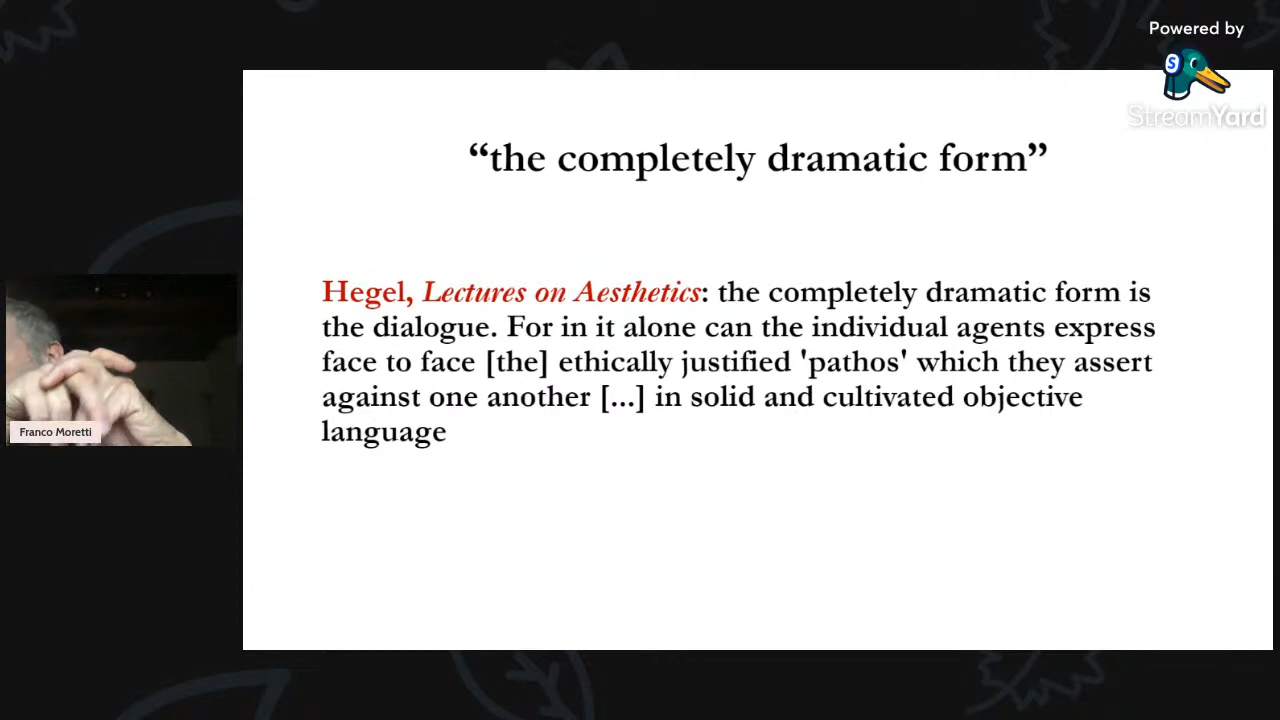 Powered by
S
StreamYard
“the completely dramatic form”
Hegel, Lectures on Aesthetics: the completely dramatic form is
the dialogue. For in it alone can the individual agents express
face to face [the] ethically justified 'pathos' which they assert
against one another [...] in solid and cultivated objective
language
Franco Moretti